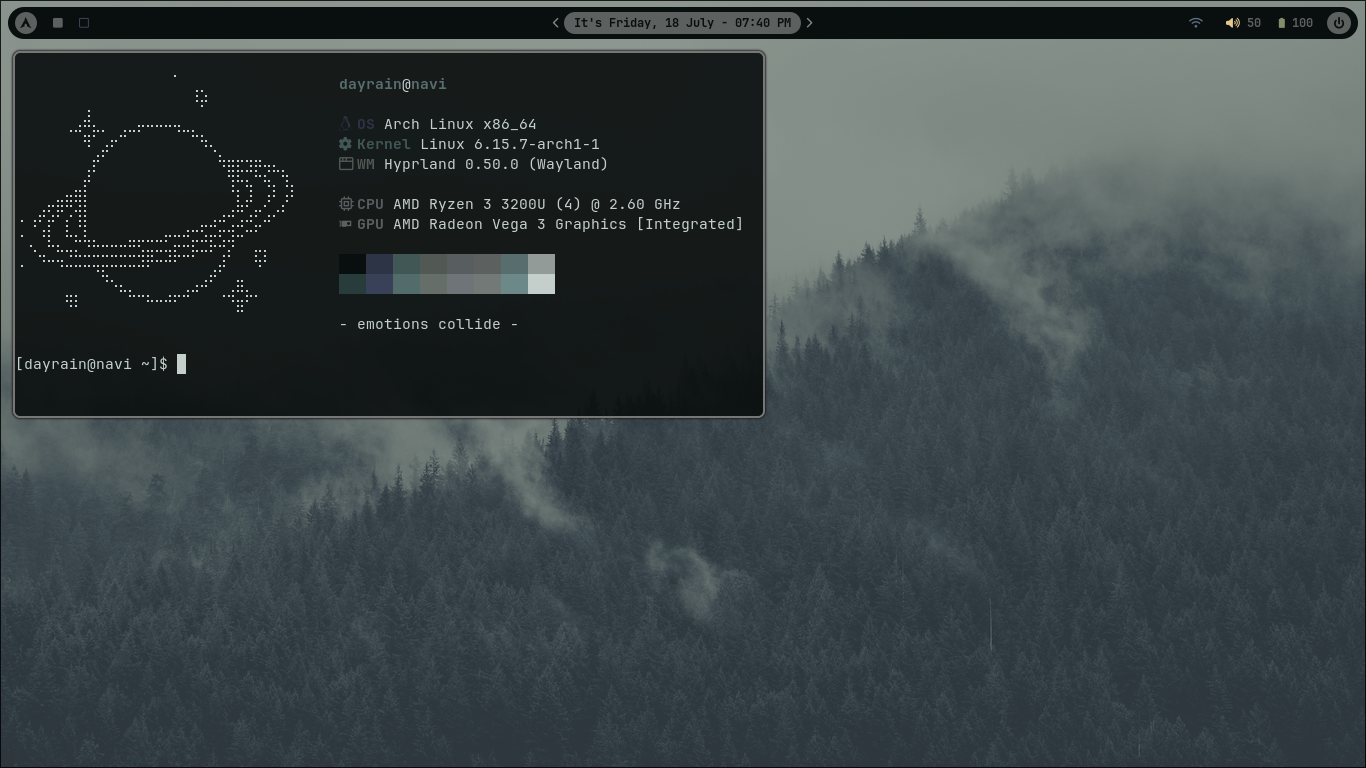 It's Friday, 18 July - 07:40 PM
50
100
dayrain@navi
OS Arch Linux x86_64
Kernel Linux 6.15.7-arch1-1
WM Hyprland 0.50.0 (Wayland)
CPU AMD Ryzen 3 3200U (4) @ 2.60 GHz
GPU AMD Radeon Vega 3 Graphics [Integrated]
- emotions collide -
[dayrain@navi ~]$